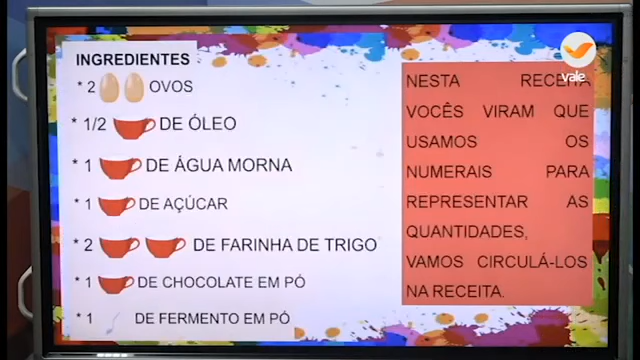 INGREDIENTES
* 2 OVOS
* 1/2 DE ÓLEO
* 1 DE ÁGUA MORNA
* 1 DE AÇÚCAR
* 2 DE FARINHA DE TRIGO
* 1 DE CHOCOLATE EM PÓ
* 1 DE FERMENTO EM PÓ
NESTA RECEITA
VOCÊS VIRAM QUE
USAMOS OS
NUMERAIS PARA
REPRESENTAR AS
QUANTIDADES,
VAMOS CIRCULÁ-LOS
NA RECEITA.
vale